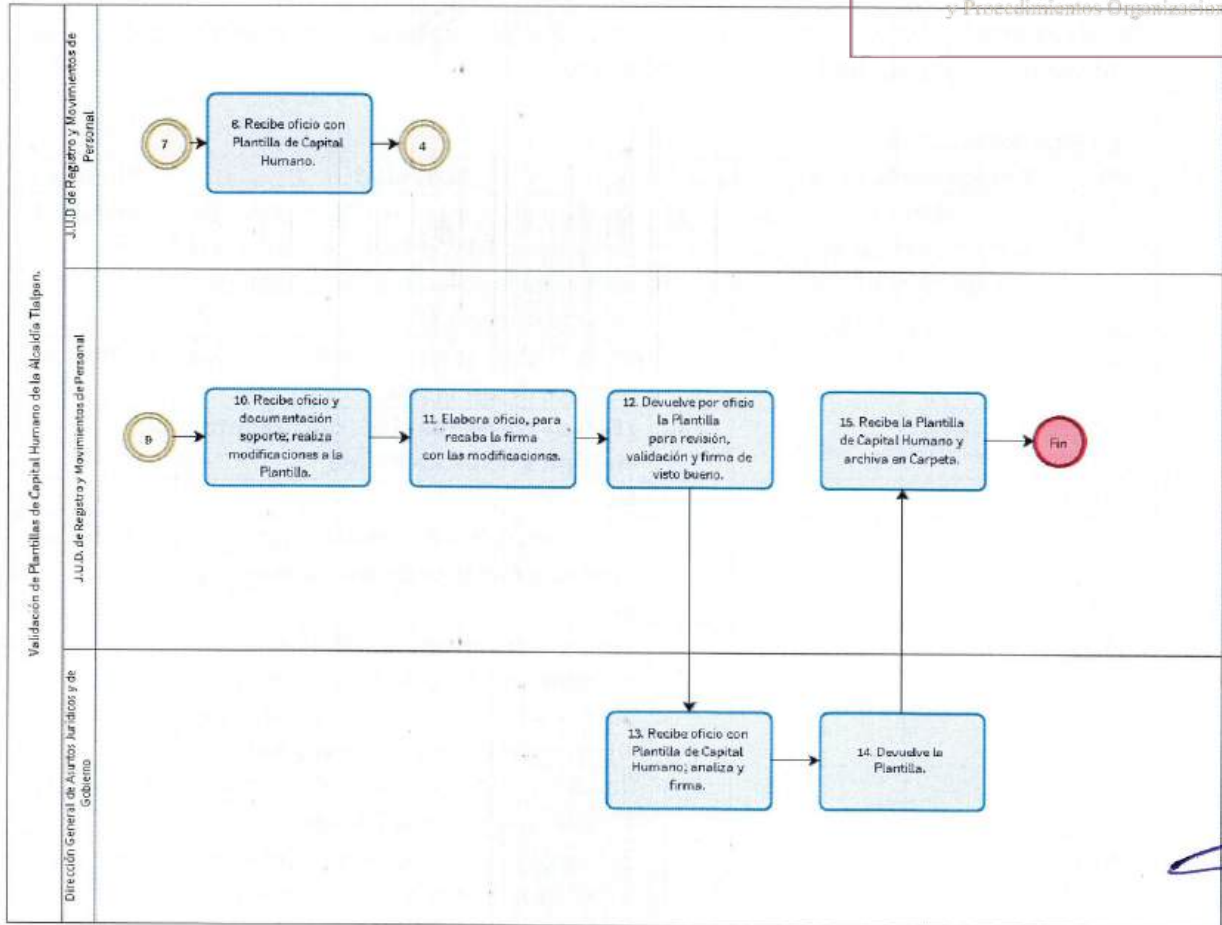 y Procedimientos Organizacion
Validación de Plantillas de Capital Humano de la Alcaldía Tlalpan.
J.U.D de Registro y Movimientos de
Personal
7
8. Recibe oficio con
Plantilla de Capital
Humano.
4
J.U.D. de Registro y Movimientos de Personal
9
10. Recibe oficio y
documentación
soporte; realiza
modificaciones a la
Plantilla.
11. Elabora oficio, para
recaba la firma
con las modificaciones.
12. Devuelve por oficio
la Plantilla
para revisión,
validación y firma de
visto bueno.
15. Recibe la Plantilla
de Capital Humano y
archiva en Carpeta.
Fin
Dirección General de Asuntos Jurídicos y de
Gobierno
13. Recibe oficio con
Plantilla de Capital
Humano; analiza y
firma.
14. Devuelve la
Plantilla.